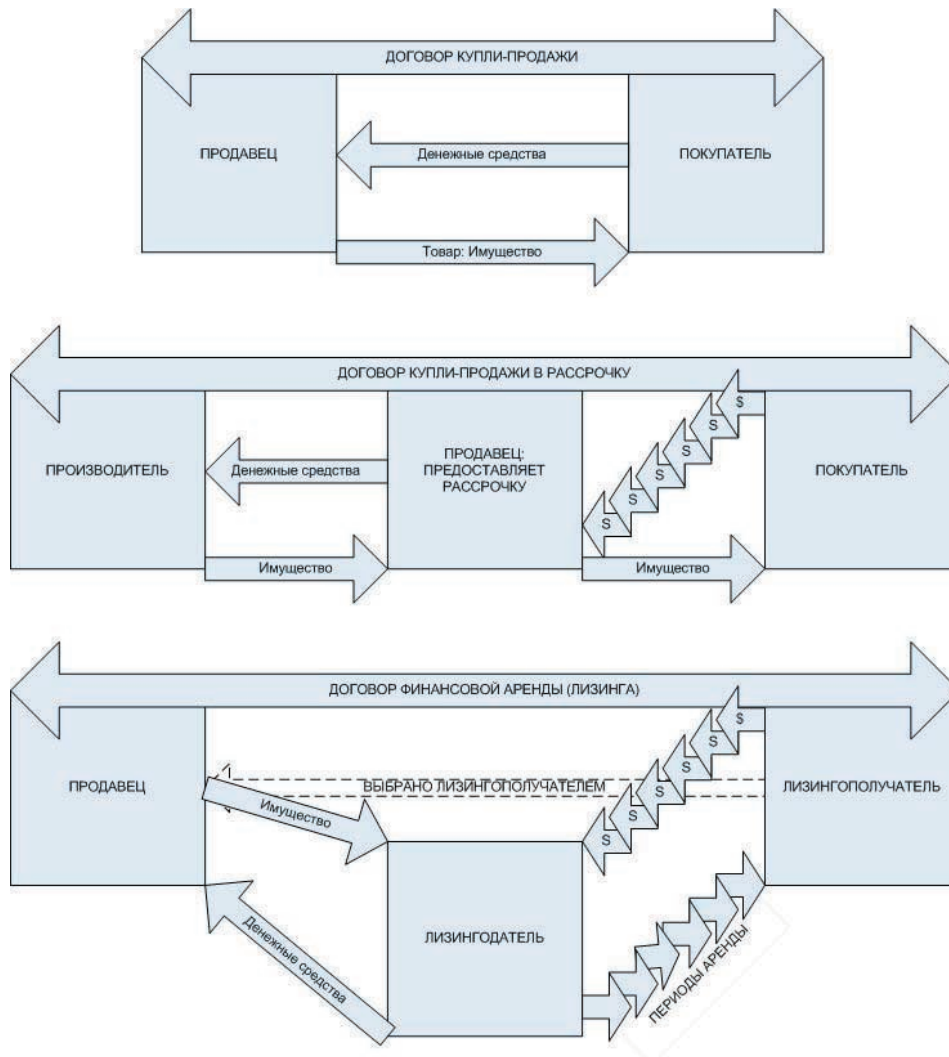 ДОГОВОР КУПЛИ-ПРОДАЖИ
ПРОДАВЕЦ
Денежные средства
ПОКУПАТЕЛЬ
Товар: Имущество
ДОГОВОР КУПЛИ-ПРОДАЖИ В РАССРОЧКУ
ПРОИЗВОДИТЕЛЬ
Денежные средства
ПРОДАВЕЦ:
ПРЕДОСТАВЛЯЕТ
РАССРОЧКУ
$
S
S
S
S
S
ПОКУПАТЕЛЬ
Имущество
Имущество
ДОГОВОР ФИНАНСОВОЙ АРЕНДЫ (ЛИЗИНГА)
ПРОДАВЕЦ
ВЫБРАНО ЛИЗИНГОПОЛУЧАТЕЛЕМ
$
S
S
S
S
S
ЛИЗИНГОПОЛУЧАТЕЛЬ
Имущество
Денежные средства
ЛИЗИНГОДАТЕЛЬ
ПЕРИОДЫ АРЕНДЫ